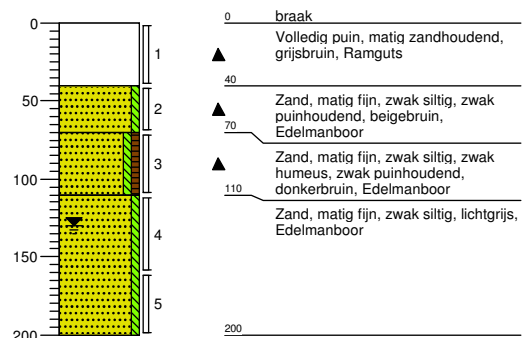 0
50
100
150
200
1
2
3
4
5
0 braak
Volledig puin, matig zandhoudend,
grijsbruin, Ramguts
40
Zand, matig fijn, zwak siltig, zwak
puinhoudend, beigebruin,
Edelmanboor
70
Zand, matig fijn, zwak siltig, zwak
humeus, zwak puinhoudend,
donkerbruin, Edelmanboor
110
Zand, matig fijn, zwak siltig, lichtgrijs,
Edelmanboor
200